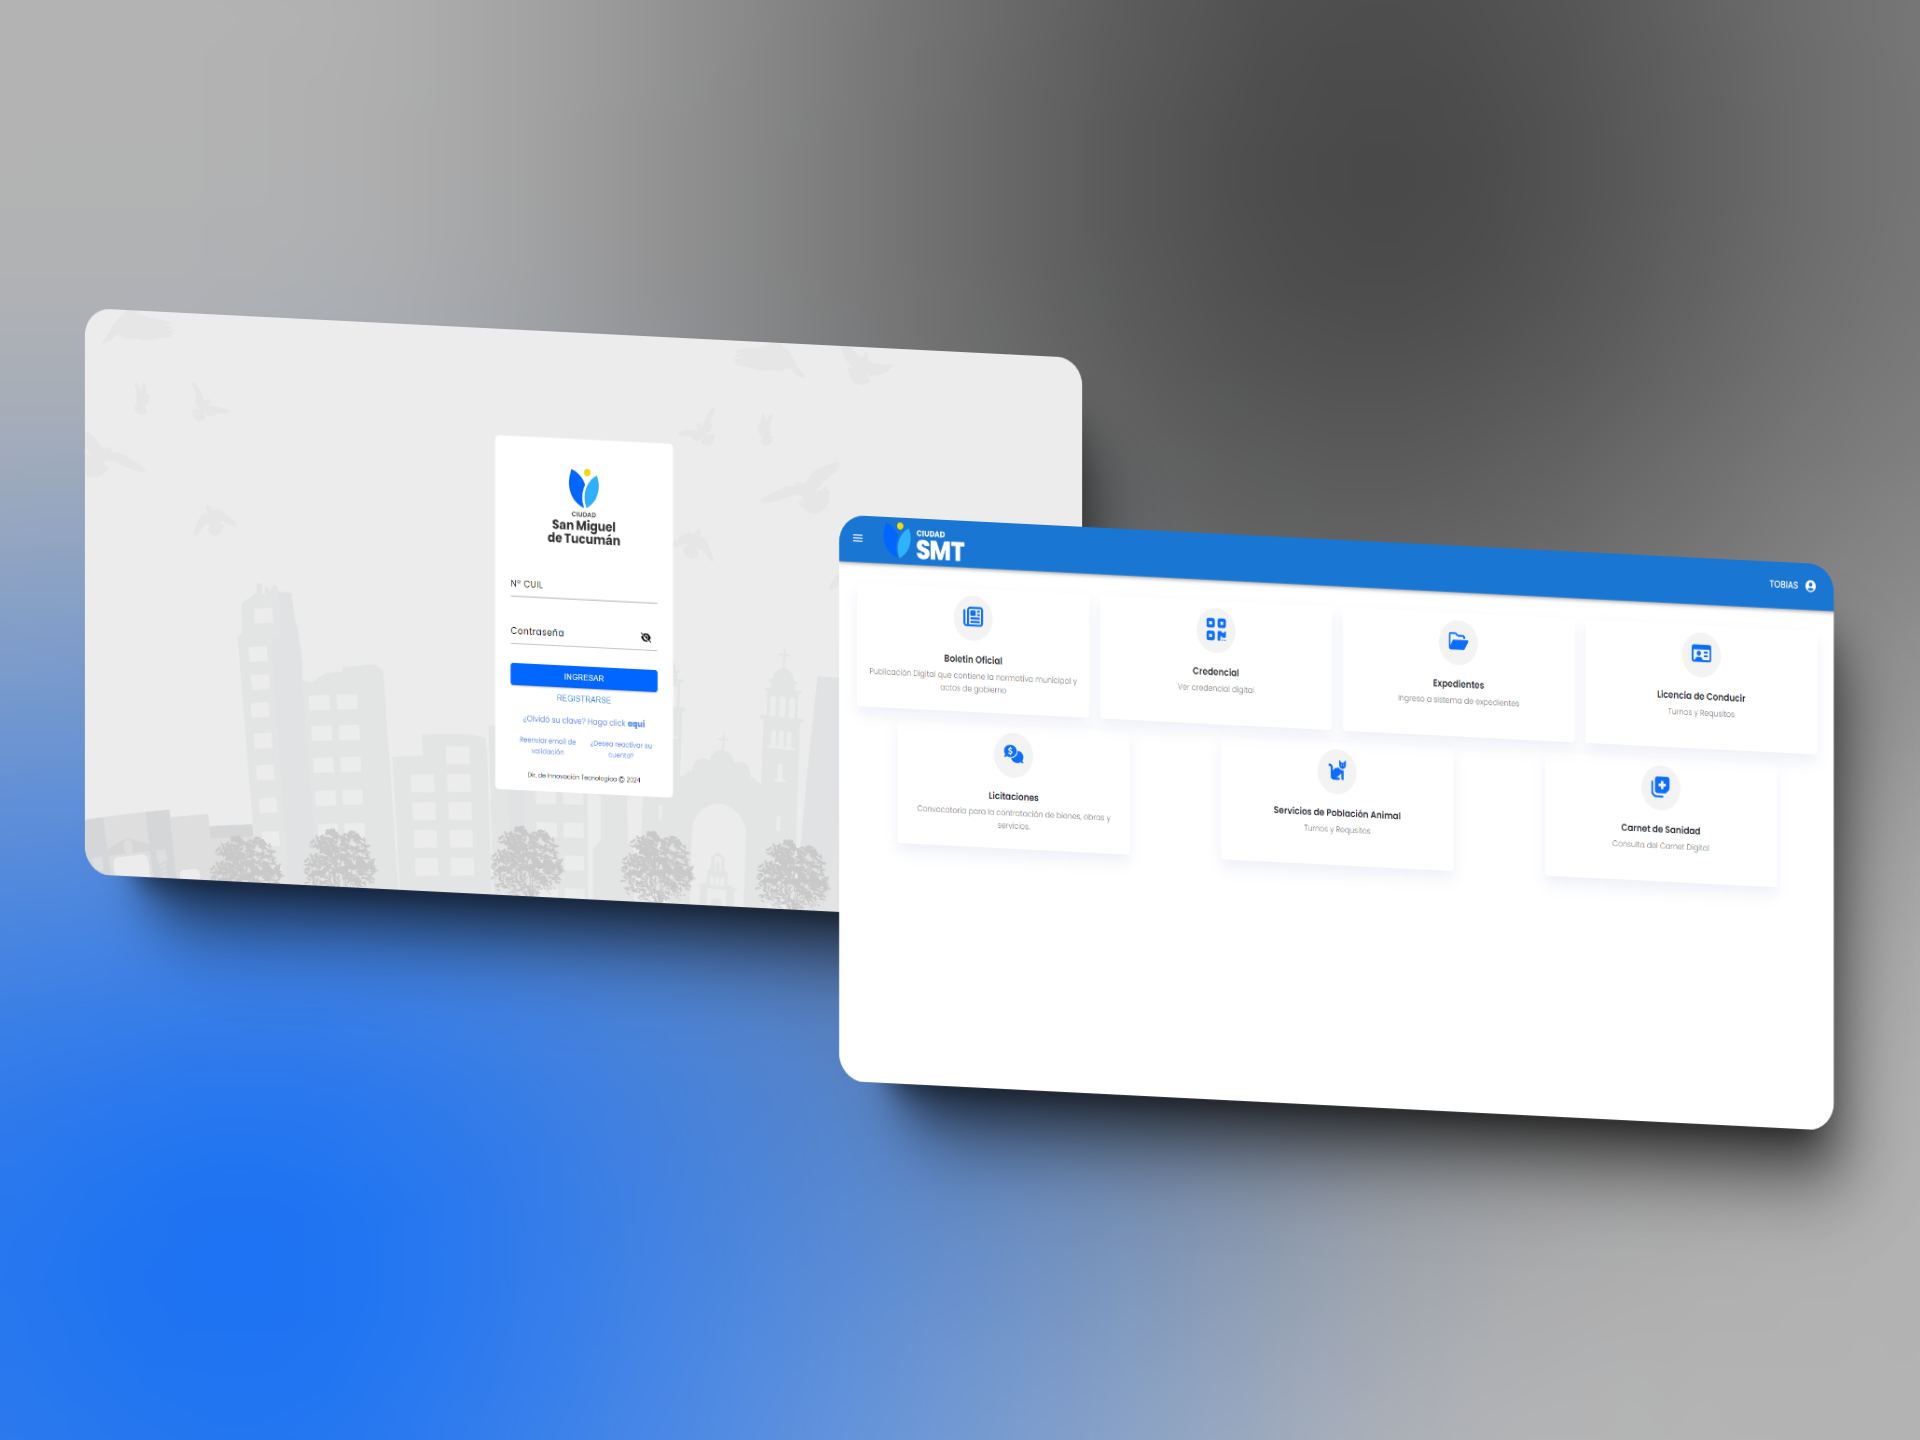 CIUDAD
San Miguel
de Tucumán
N° CUIL
Contraseña
INGRESAR
REGISTRARSE
¿Olvidó su clave? Haga click aquí
Reenviar email de
validación
¿Desea reactivar su
cuenta?
Dir. de Innovación Tecnologica © 2024
CIUDAD
SMT
TOBIAS
Boletin Oficial
Publicación Digital que contiene la normativa municipal y
actos de gobierno
Credencial
Ver credencial digital
Expedientes
Ingreso a sistema de expedientes
Licencia de Conducir
Turnos y Requsitos
Licitaciones
Convocatoria para la contratación de bienes, obras y
servicios.
Servicios de Población Animal
Turnos y Requsitos
Carnet de Sanidad
Consulta del Carnet Digital